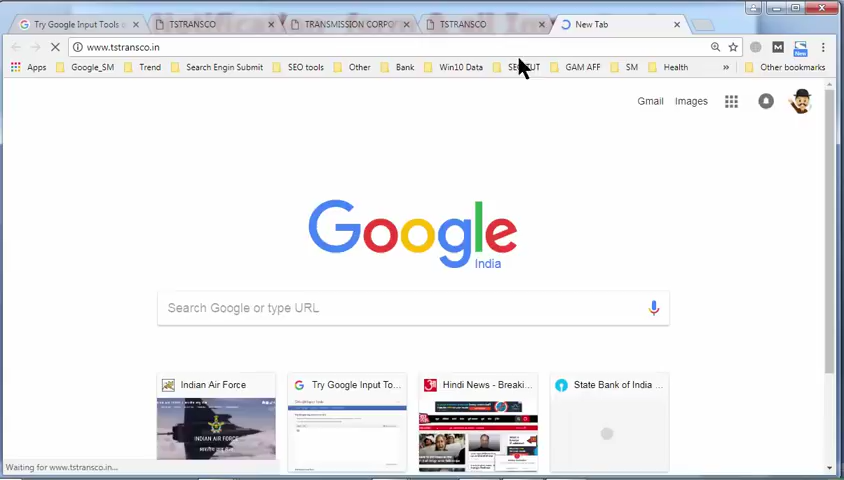 Try Google Input Tools o TSTRANSCO TRANSMISSION CORPO TSTRANSCO New Tab
www.tstransco.in
Apps Google_SM Trend Search Engin Submit SEO tools Other Bank Win10 Data GAM AFF SM Health » Other bookmarks
Gmail Images
Google
India
Search Google or type URL
Indian Air Force Try Google Input To... Hindi News - Breaki... State Bank of India ...
INDIAN AIR FORCE
Waiting for www.tstransco.in...